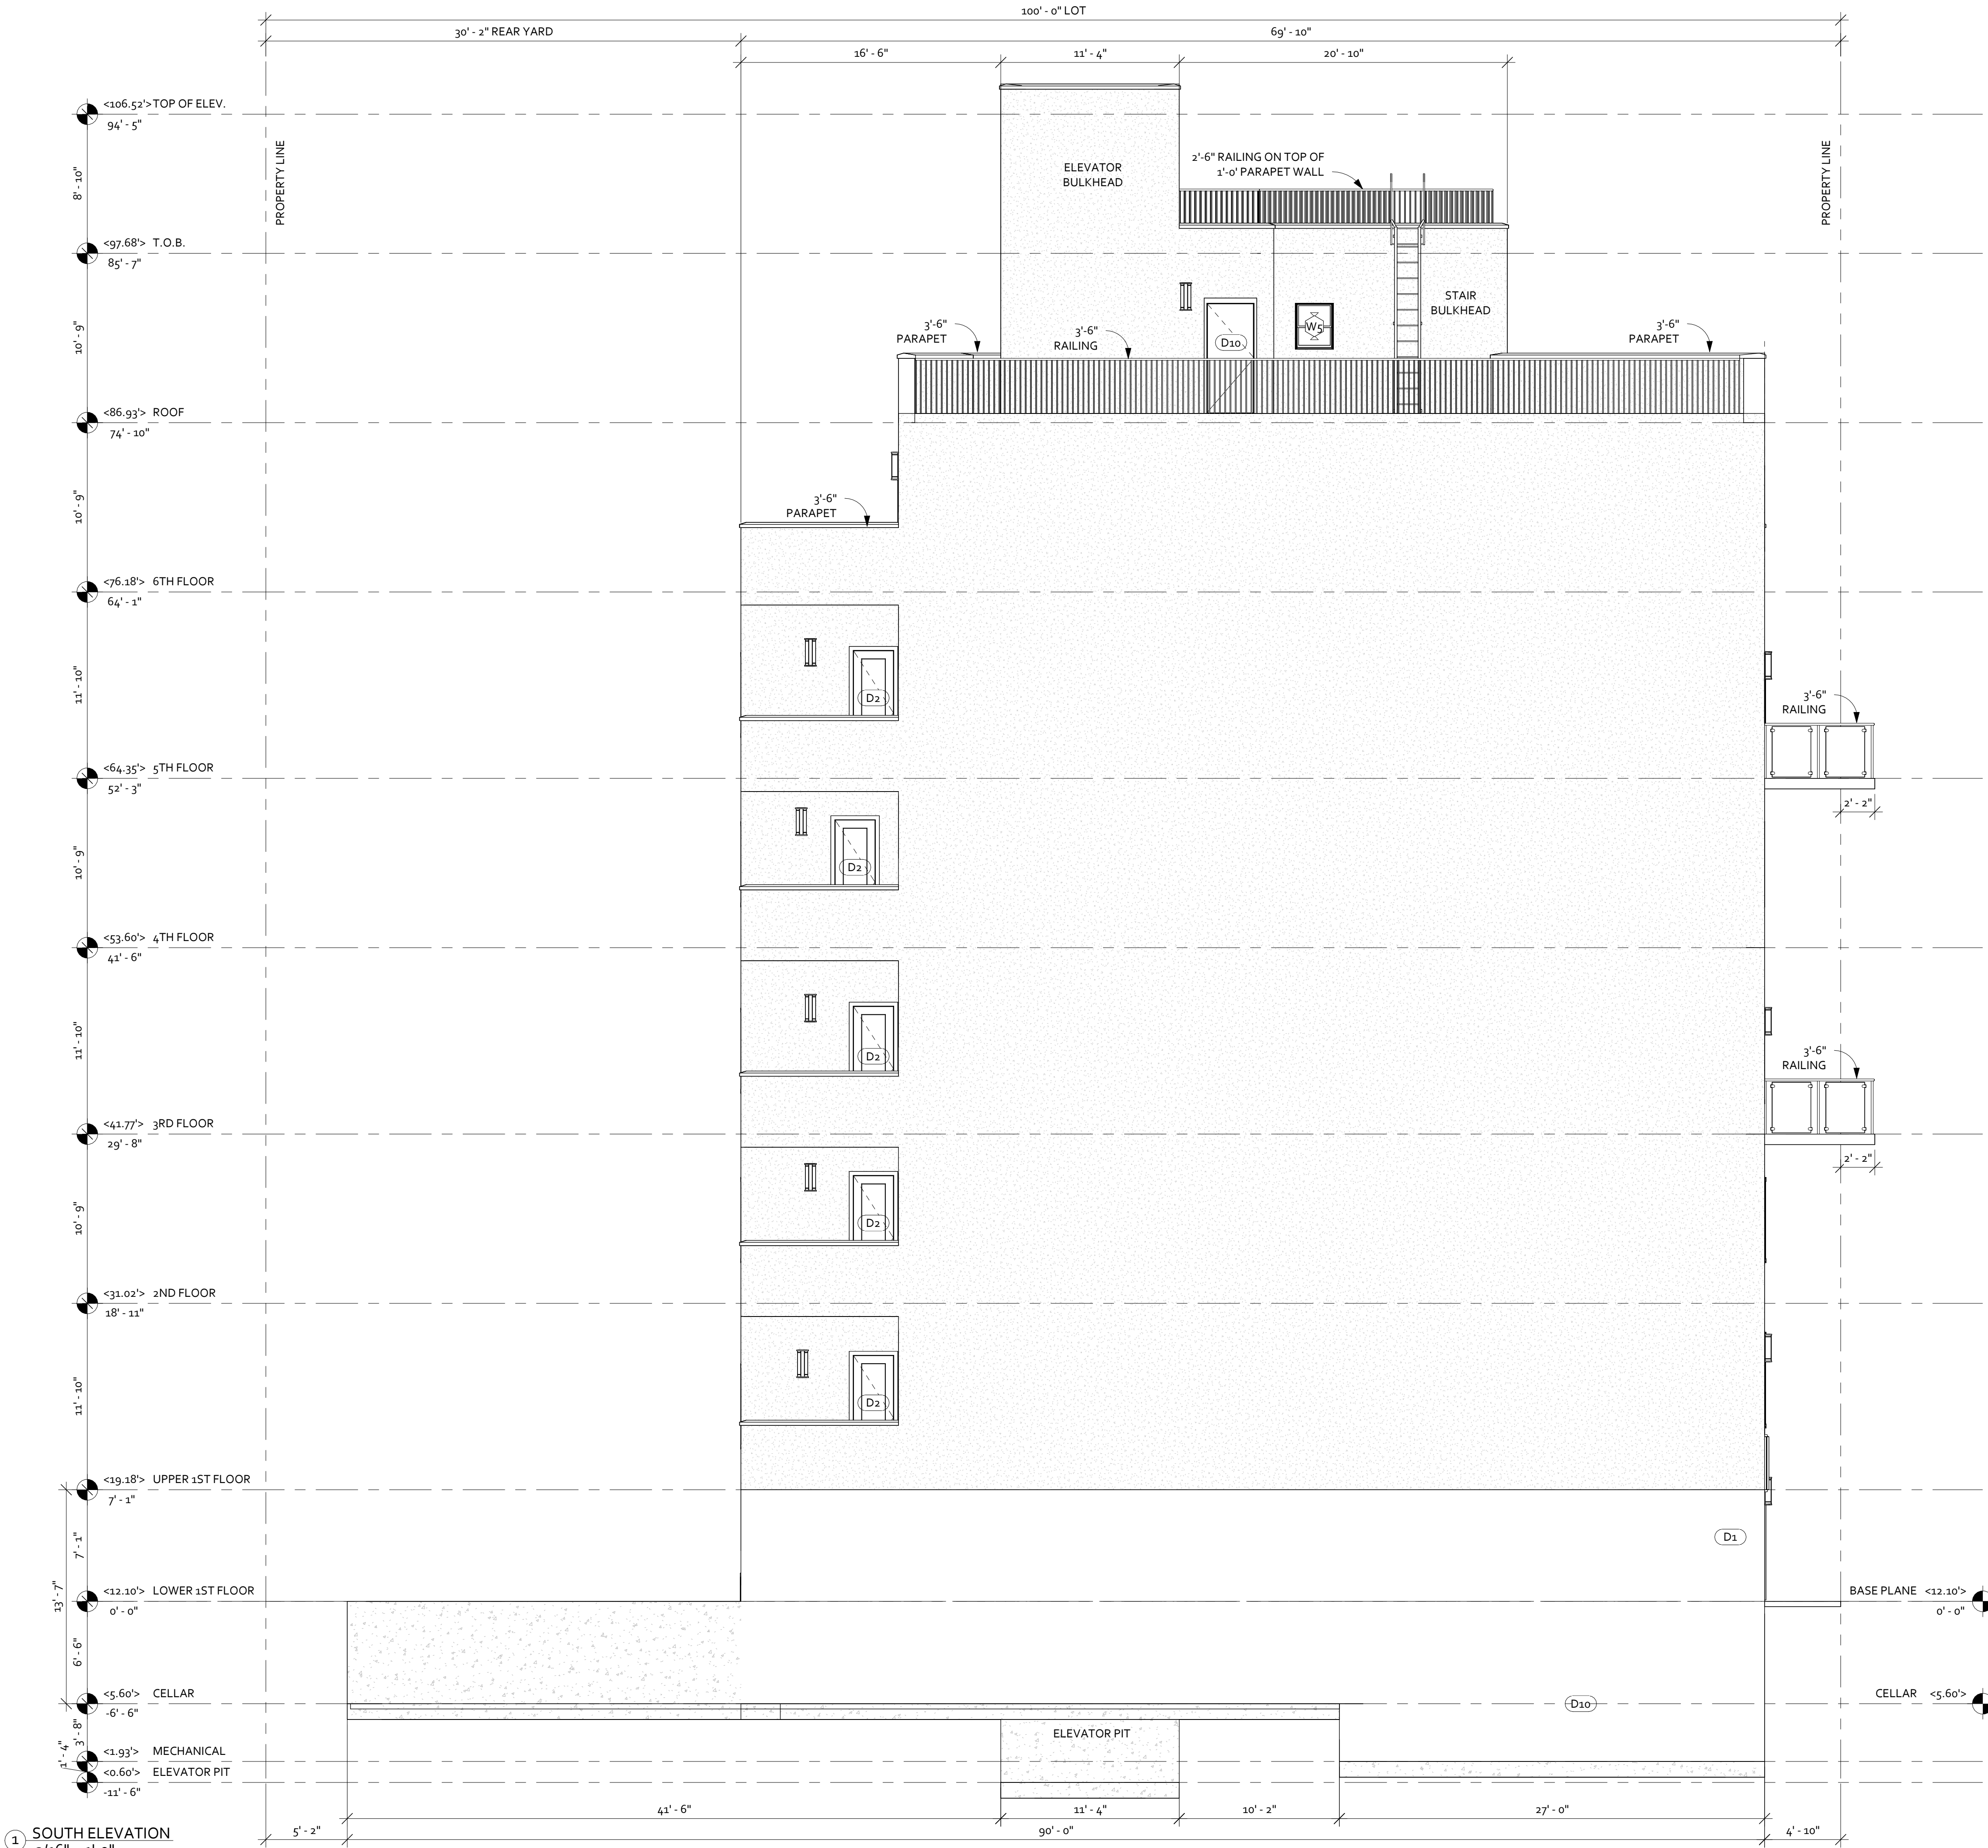 100' - 0" LOT
30' - 2" REAR YARD
69' - 10"
16' - 6"
11' - 4"
20' - 10"
<106.52'> TOP OF ELEV.
94' - 5"
PROPERTY LINE
PROPERTY LINE
ELEVATOR
BULKHEAD
2'-6" RAILING ON TOP OF
1'-0' PARAPET WALL
8' - 10"
<97.68'> T.O.B.
85' - 7"
STAIR
BULKHEAD
W5
D10
3'-6"
PARAPET
3'-6"
RAILING
3'-6"
PARAPET
10' - 9"
<86.93'> ROOF
74' - 10"
10' - 9"
3'-6"
PARAPET
<76.18'> 6TH FLOOR
64' - 1"
11' - 10"
D2
3'-6"
RAILING
<64.35'> 5TH FLOOR
52' - 3"
2' - 2"
10' - 9"
D2
<53.60'> 4TH FLOOR
41' - 6"
11' - 10"
D2
3'-6"
RAILING
<41.77'> 3RD FLOOR
29' - 8"
2' - 2"
10' - 9"
D2
<31.02'> 2ND FLOOR
18' - 11"
11' - 10"
D2
<19.18'> UPPER 1ST FLOOR
7' - 1"
7' - 1"
D1
13' - 7"
<12.10'> LOWER 1ST FLOOR
0' - 0"
BASE PLANE <12.10'>
0' - 0"
6' - 6"
<5.60'> CELLAR
-6' - 6"
D10
CELLAR <5.60'>
3' - 8"
1' - 4"
ELEVATOR PIT
<1.93'> MECHANICAL
<0.60'> ELEVATOR PIT
-11' - 6"
41' - 6"
11' - 4"
10' - 2"
27' - 0"
5' - 2"
90' - 0"
4' - 10"
1 SOUTH ELEVATION